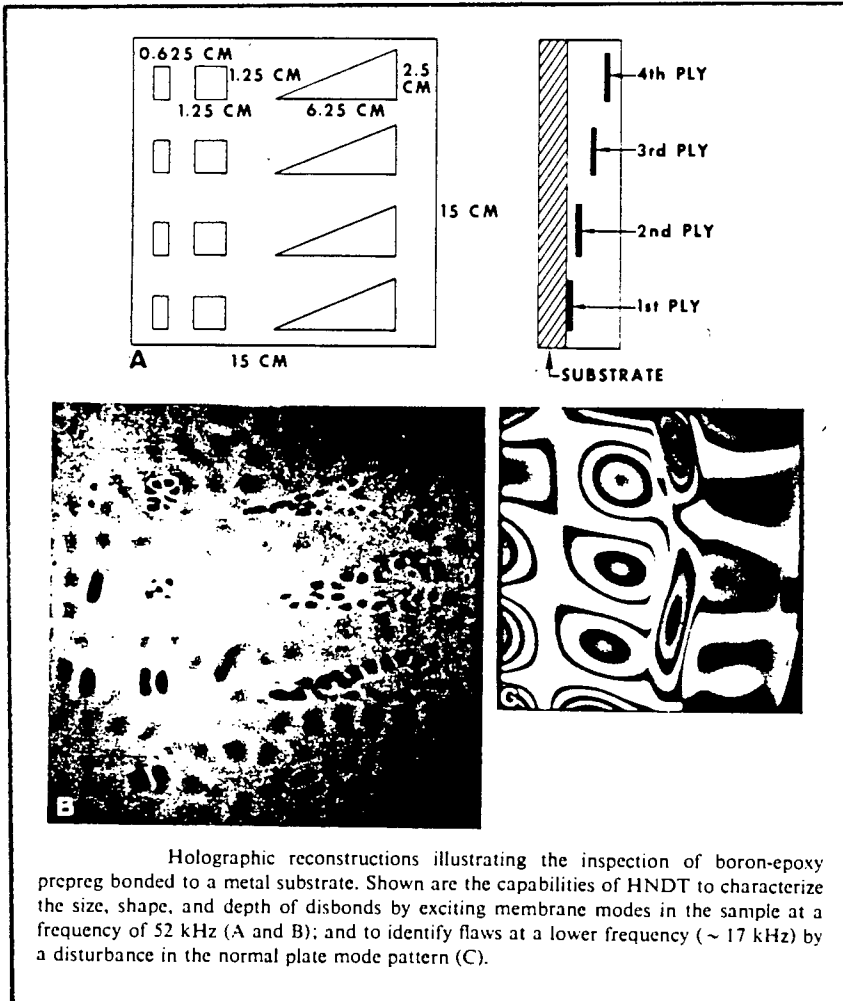 0.625 CM
1.25 CM
2.5
CM
1.25 CM
6.25 CM
15 CM
A
15 CM
4th PLY
3rd PLY
2nd PLY
1st PLY
SUBSTRATE
B
Holographic reconstructions illustrating the inspection of boron-epoxy
prepreg bonded to a metal substrate. Shown are the capabilities of HNDT to characterize
the size, shape, and depth of disbonds by exciting membrane modes in the sample at a
frequency of 52 kHz (A and B); and to identify flaws at a lower frequency (~ 17 kHz) by
a disturbance in the normal plate mode pattern (C).